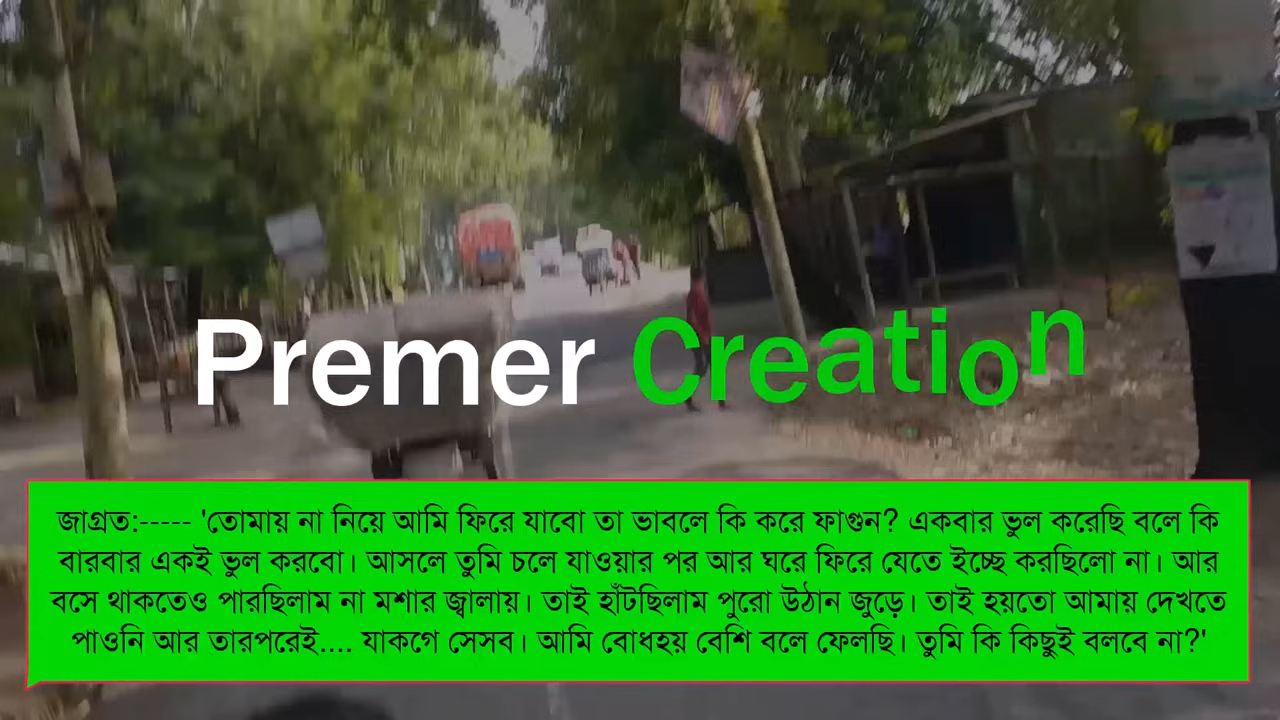 Premer Creation
জাগ্রত:----- 'তোমায় না নিয়ে আমি ফিরে যাবো তা ভাবলে কি করে ফাগুন? একবার ভুল করেছি বলে কি
বারবার একই ভুল করবো। আসলে তুমি চলে যাওয়ার পর আর ঘরে ফিরে যেতে ইচ্ছে করছিলো না। আর
বসে থাকতেও পারছিলাম না মশার জ্বালায়। তাই হাঁটছিলাম পুরো উঠান জুড়ে। তাই হয়তো আমায় দেখতে
পাওনি আর তারপরেই.... যাকগে সেসব। আমি বোধহয় বেশি বলে ফেলছি। তুমি কি কিছুই বলবে না?'